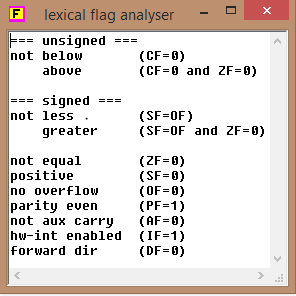 F lexical flag analyser
=== unsigned ===
not below (CF=0)
above (CF=0 and ZF=0)
=== signed ===
not less . (SF=OF)
greater (SF=OF and ZF=0)
not equal (ZF=0)
positive (SF=0)
no overflow (OF=0)
parity even (PF=1)
not aux carry (AF=0)
hw-int enabled (IF=1)
forward dir (DF=0)